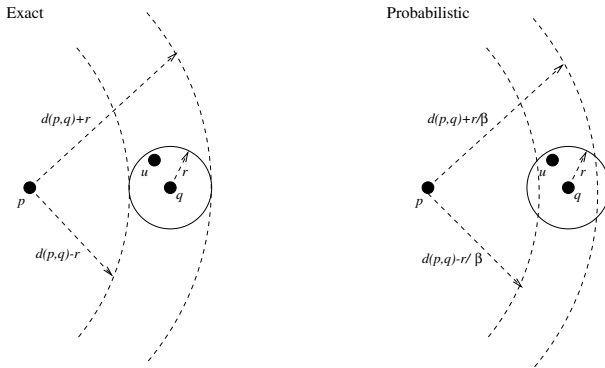 Exact
d(p,q)+r
u
r
q
p
d(p,q)-r
Probabilistic
d(p,q)+r/β
u
r
q
p
d(p,q)-r/ β